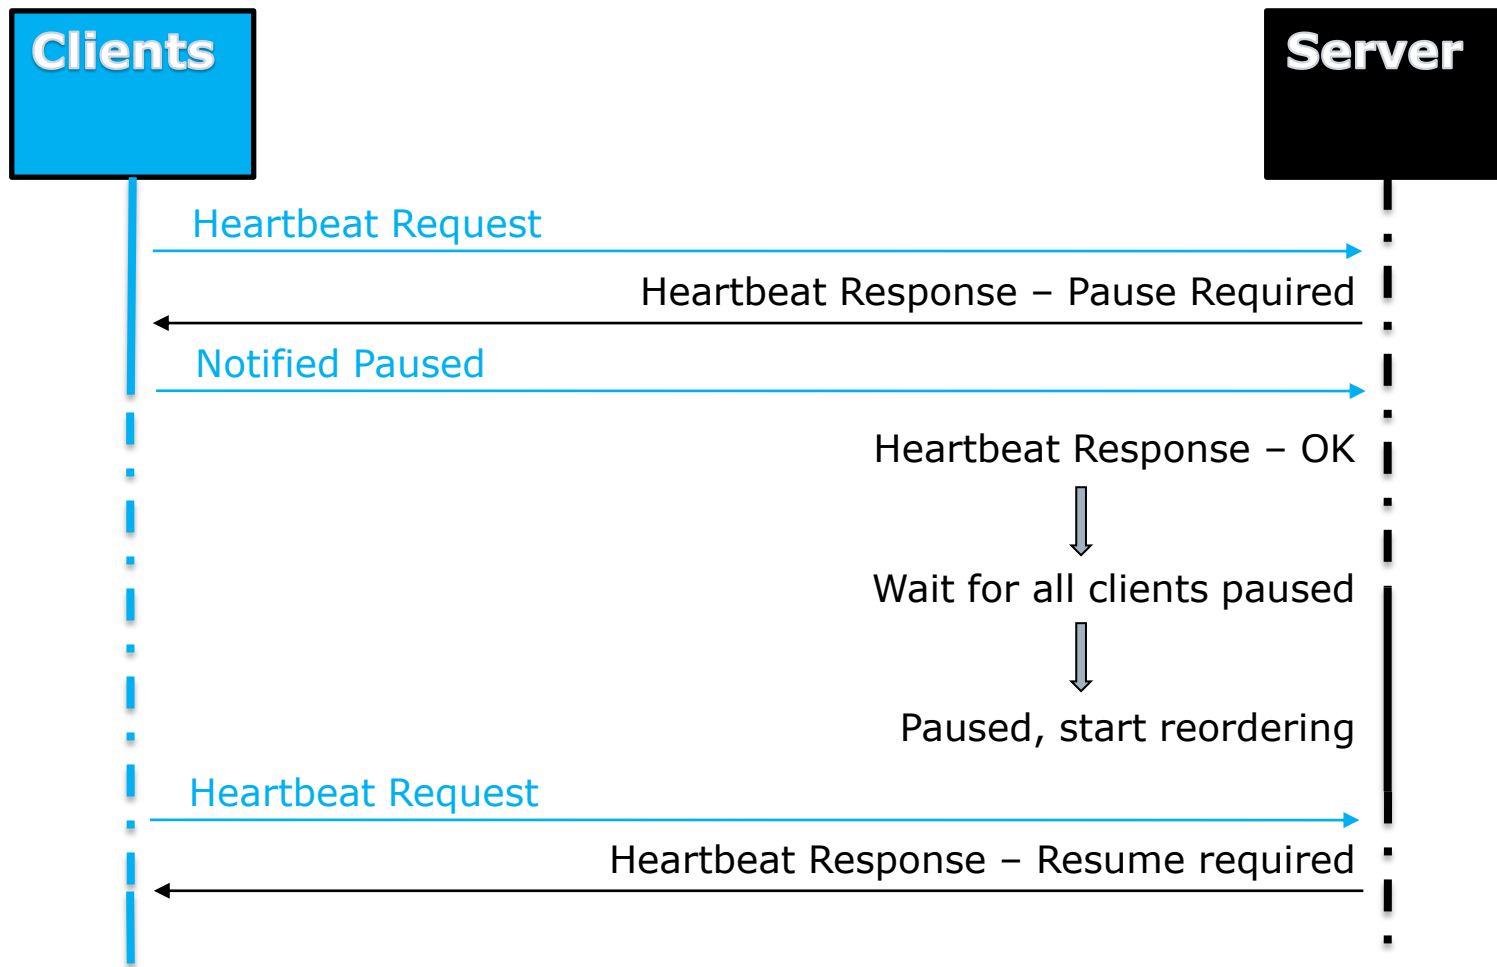 Clients
Server
Heartbeat Request
Heartbeat Response – Pause Required
Notified Paused
Heartbeat Response – OK
Wait for all clients paused
Paused, start reordering
Heartbeat Request
Heartbeat Response – Resume required